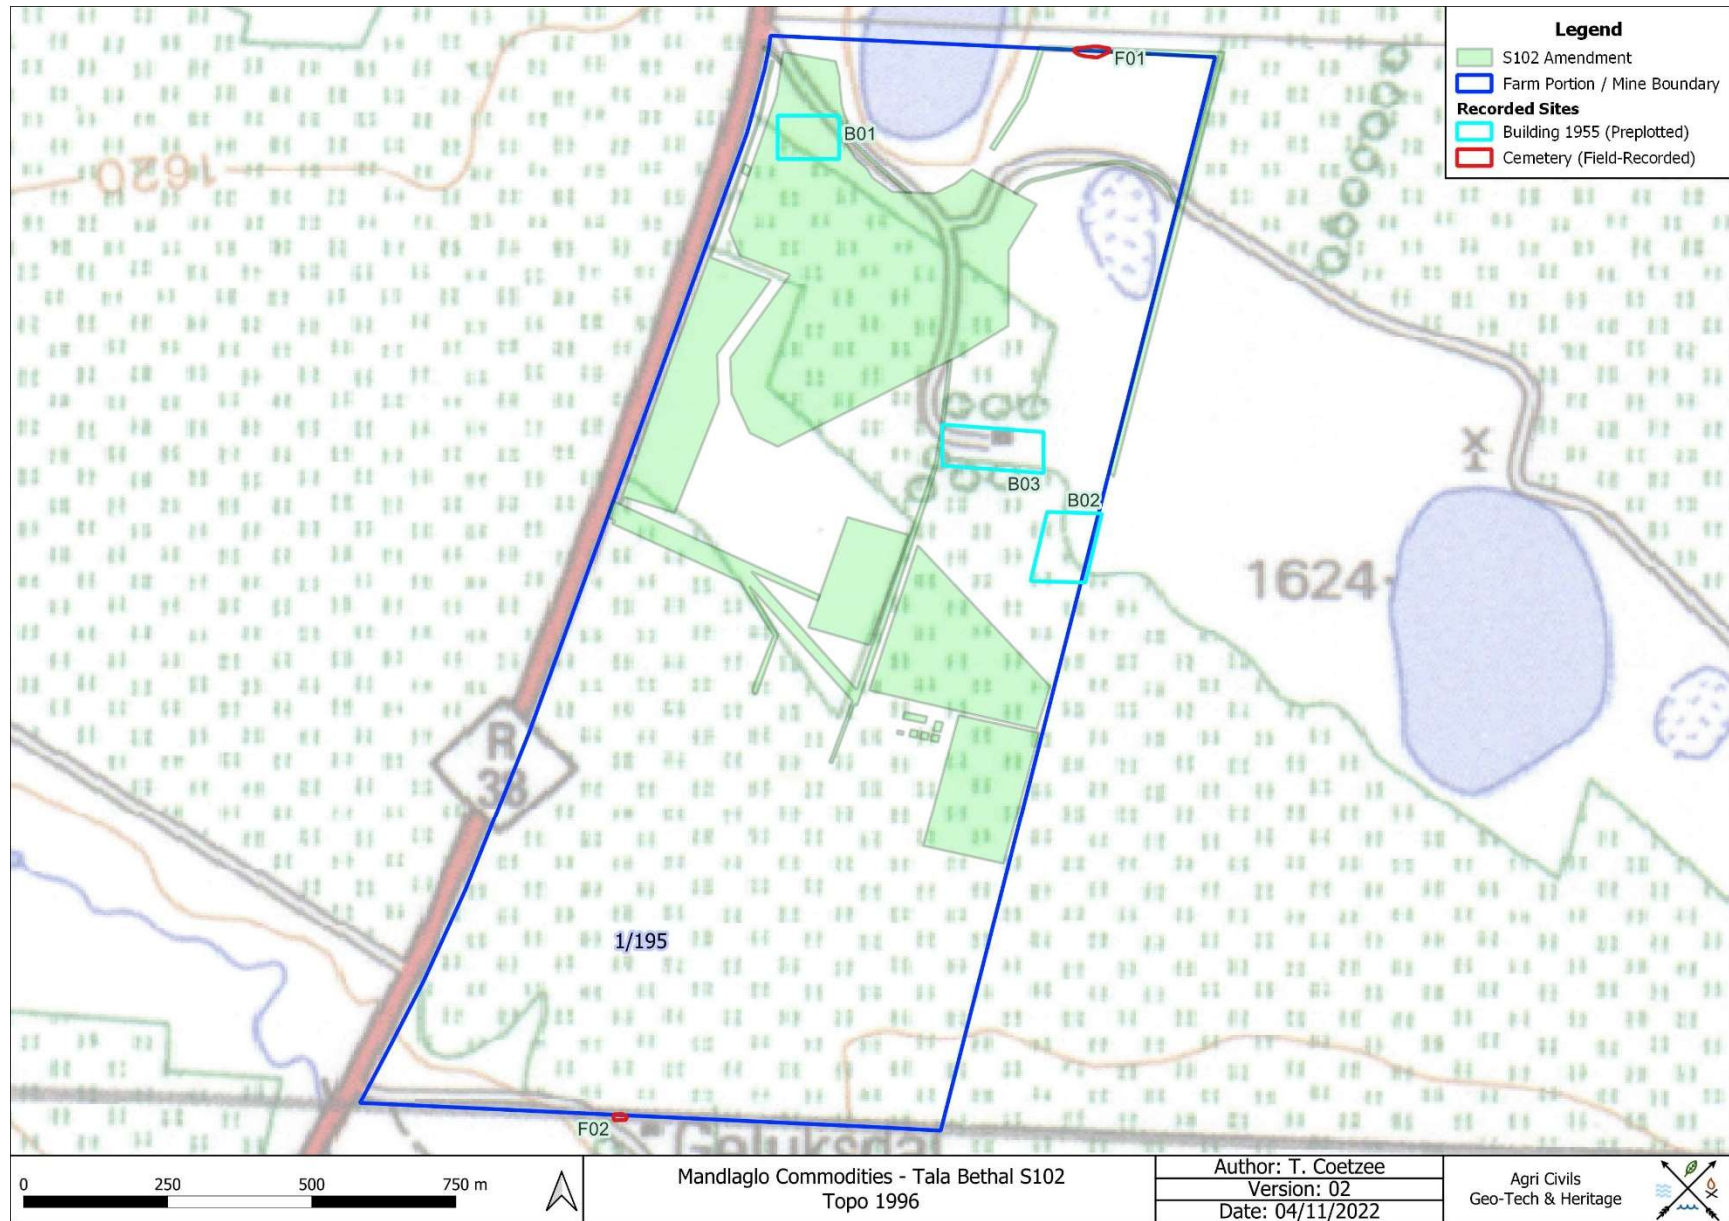 Legend
S102 Amendment
Farm Portion / Mine Boundary
Recorded Sites
Building 1955 (Preplotted)
Cemetery (Field-Recorded)
F01
B01
1620
B03
B02
1624
R
38
1/195
F02
Geluksdal
0 250 500 750 m
Mandlaglo Commodities - Tala Bethal S102
Topo 1996
Author: T. Coetzee
Version: 02
Date: 04/11/2022
Agri Civils
Geo-Tech & Heritage